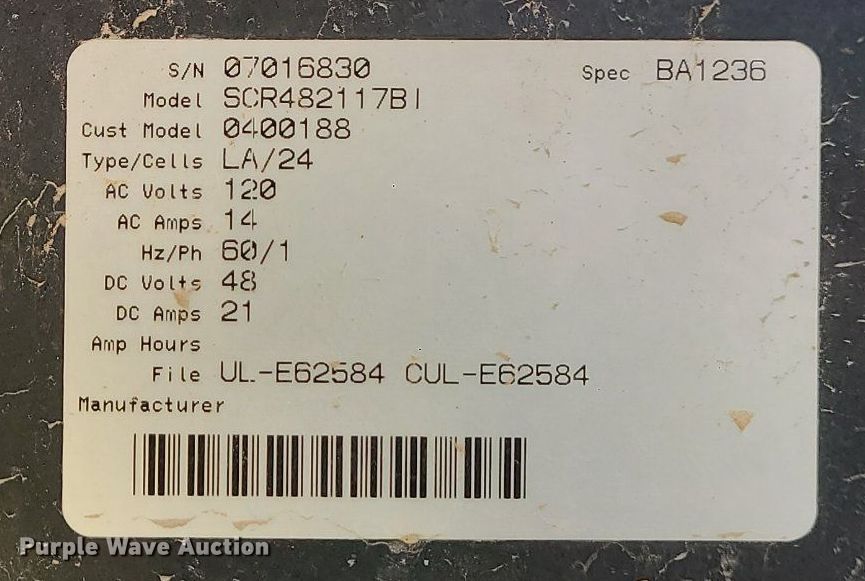 S/N 07016830 Spec BA1236
Model SCR482117BI
Cust Model 0400188
Type/Cells LA/24
AC Volts 120
AC Amps 14
Hz/Ph 60/1
DC Volts 48
DC Amps 21
Amp Hours
File UL-E62584 CUL-E62584
Manufacturer
Purple Wave Auction